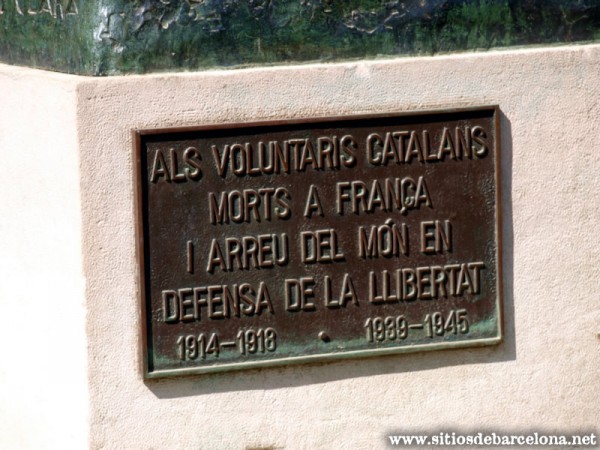 CLARÀ
ALS VOLUNTARIS CATALANS
MORTS A FRANÇA
I ARREU DEL MÓN EN
DEFENSA DE LA LLIBERTAT
1914-1918 · 1939-1945
www.sitiosdebarcelona.net